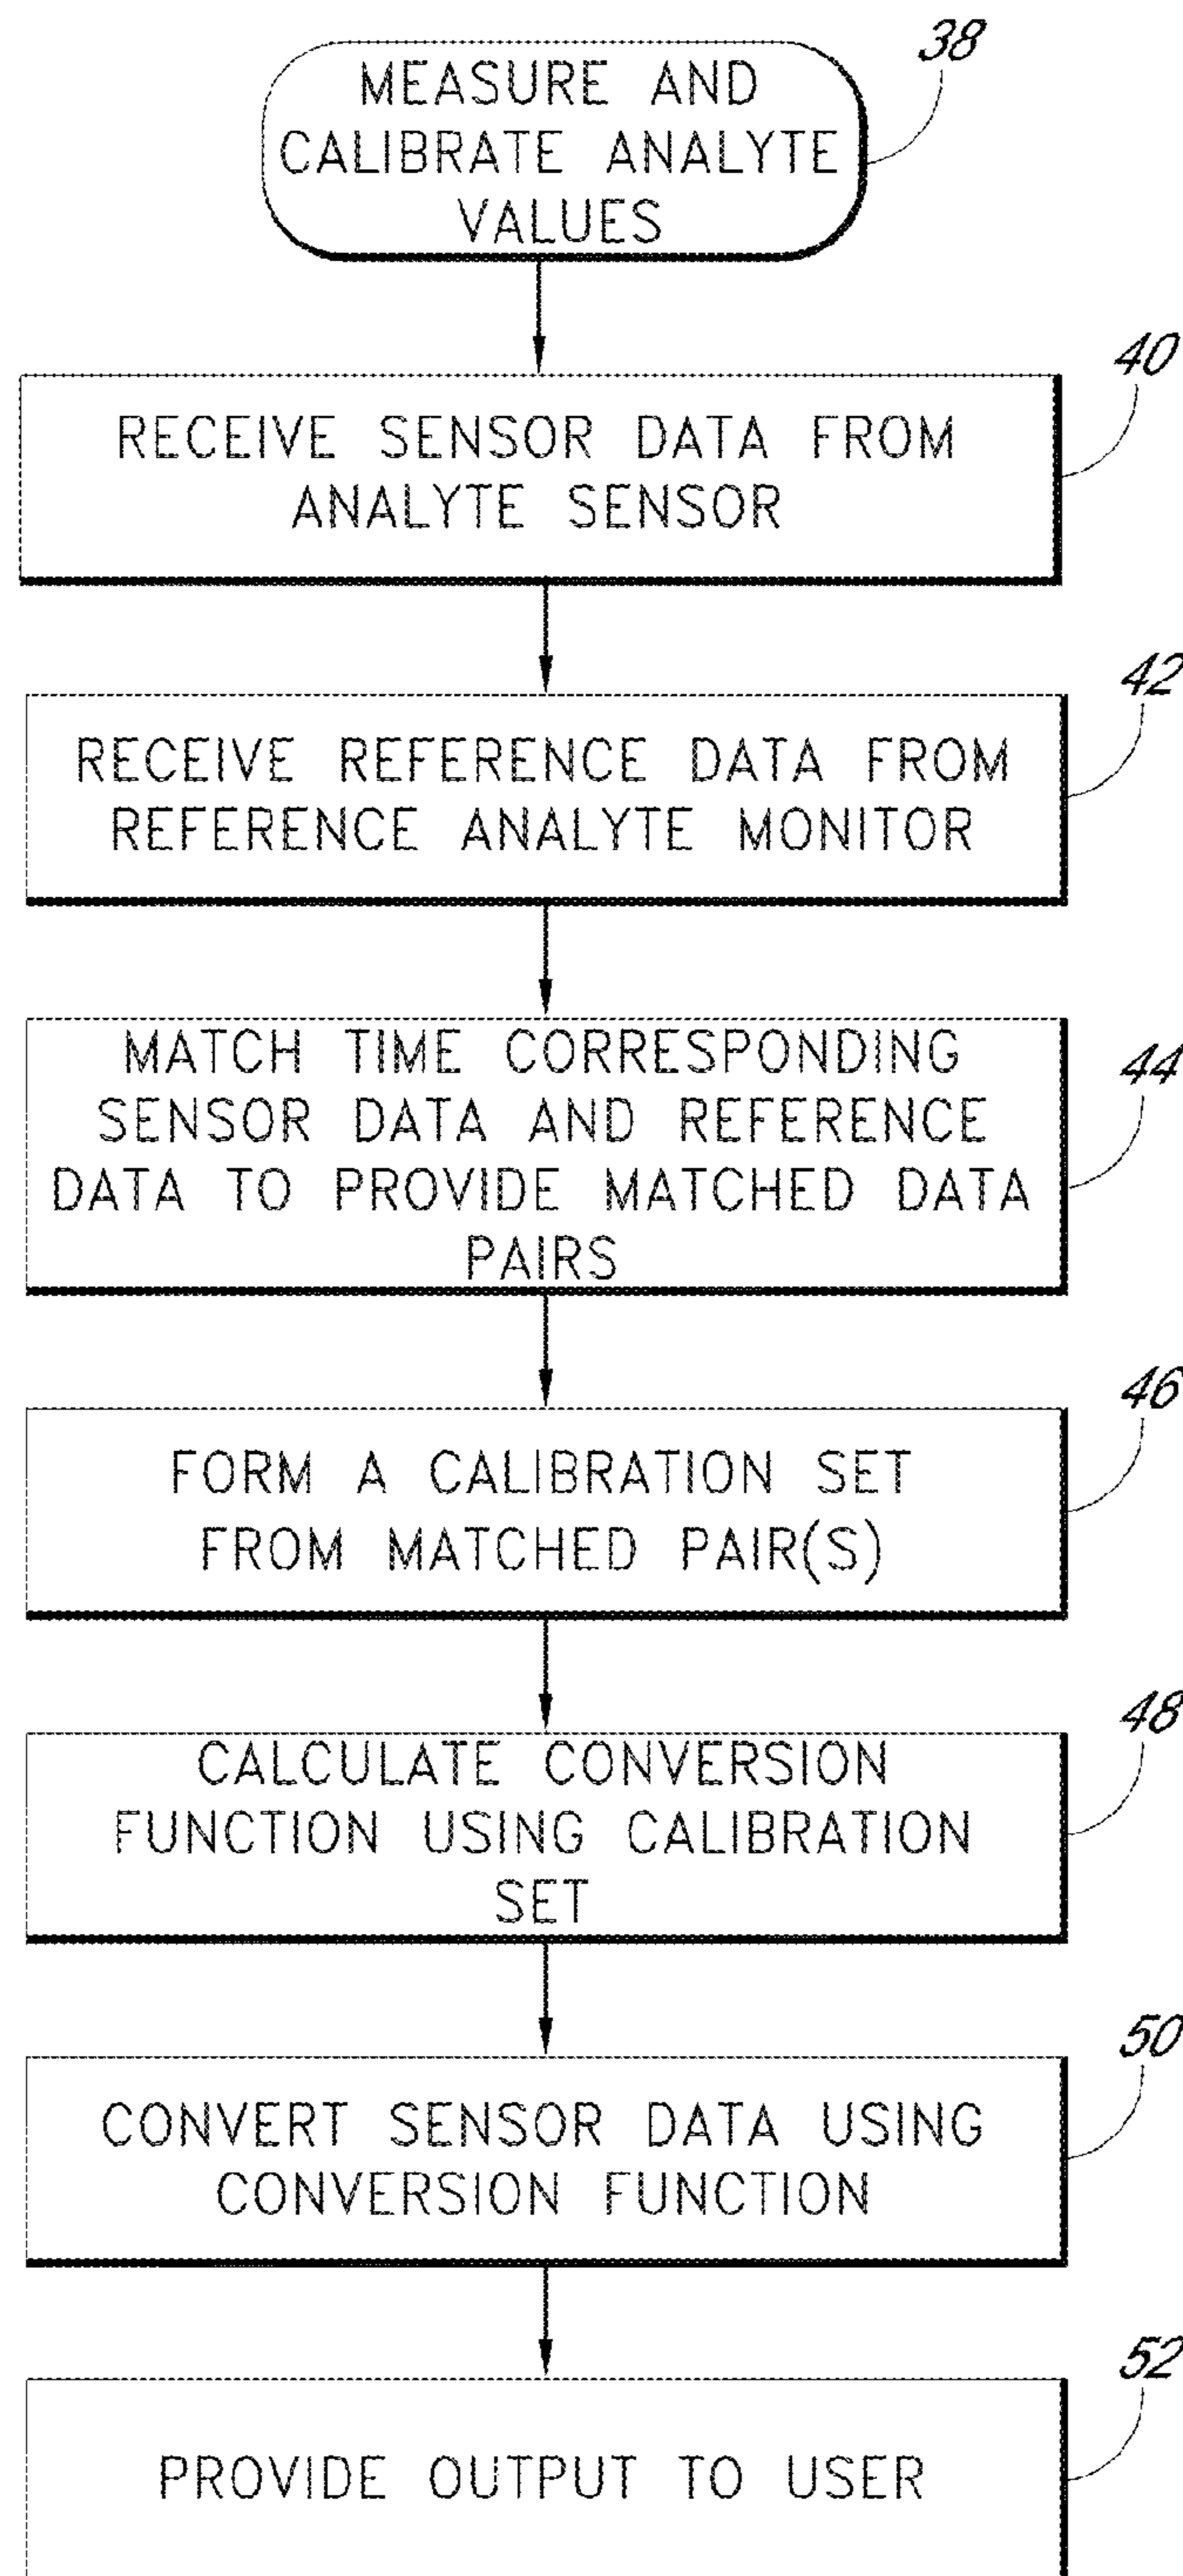 38
MEASURE AND
CALIBRATE ANALYTE
VALUES
40
RECEIVE SENSOR DATA FROM
ANALYTE SENSOR
42
RECEIVE REFERENCE DATA FROM
REFERENCE ANALYTE MONITOR
44
MATCH TIME CORRESPONDING
SENSOR DATA AND REFERENCE
DATA TO PROVIDE MATCHED DATA
PAIRS
46
FORM A CALIBRATION SET
FROM MATCHED PAIR(S)
48
CALCULATE CONVERSION
FUNCTION USING CALIBRATION
SET
50
CONVERT SENSOR DATA USING
CONVERSION FUNCTION
52
PROVIDE OUTPUT TO USER